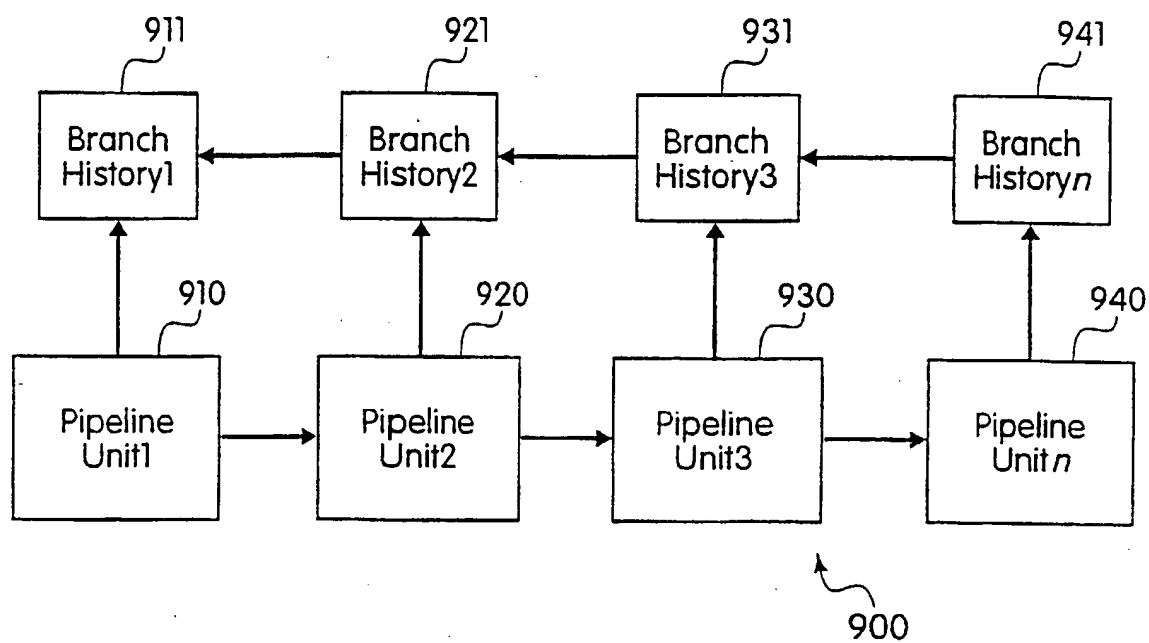 911
921
931
941
Branch
History1
Branch
History2
Branch
History3
Branch
Historyn
910
920
930
940
Pipeline
Unit1
Pipeline
Unit2
Pipeline
Unit3
Pipeline
Unitn
900